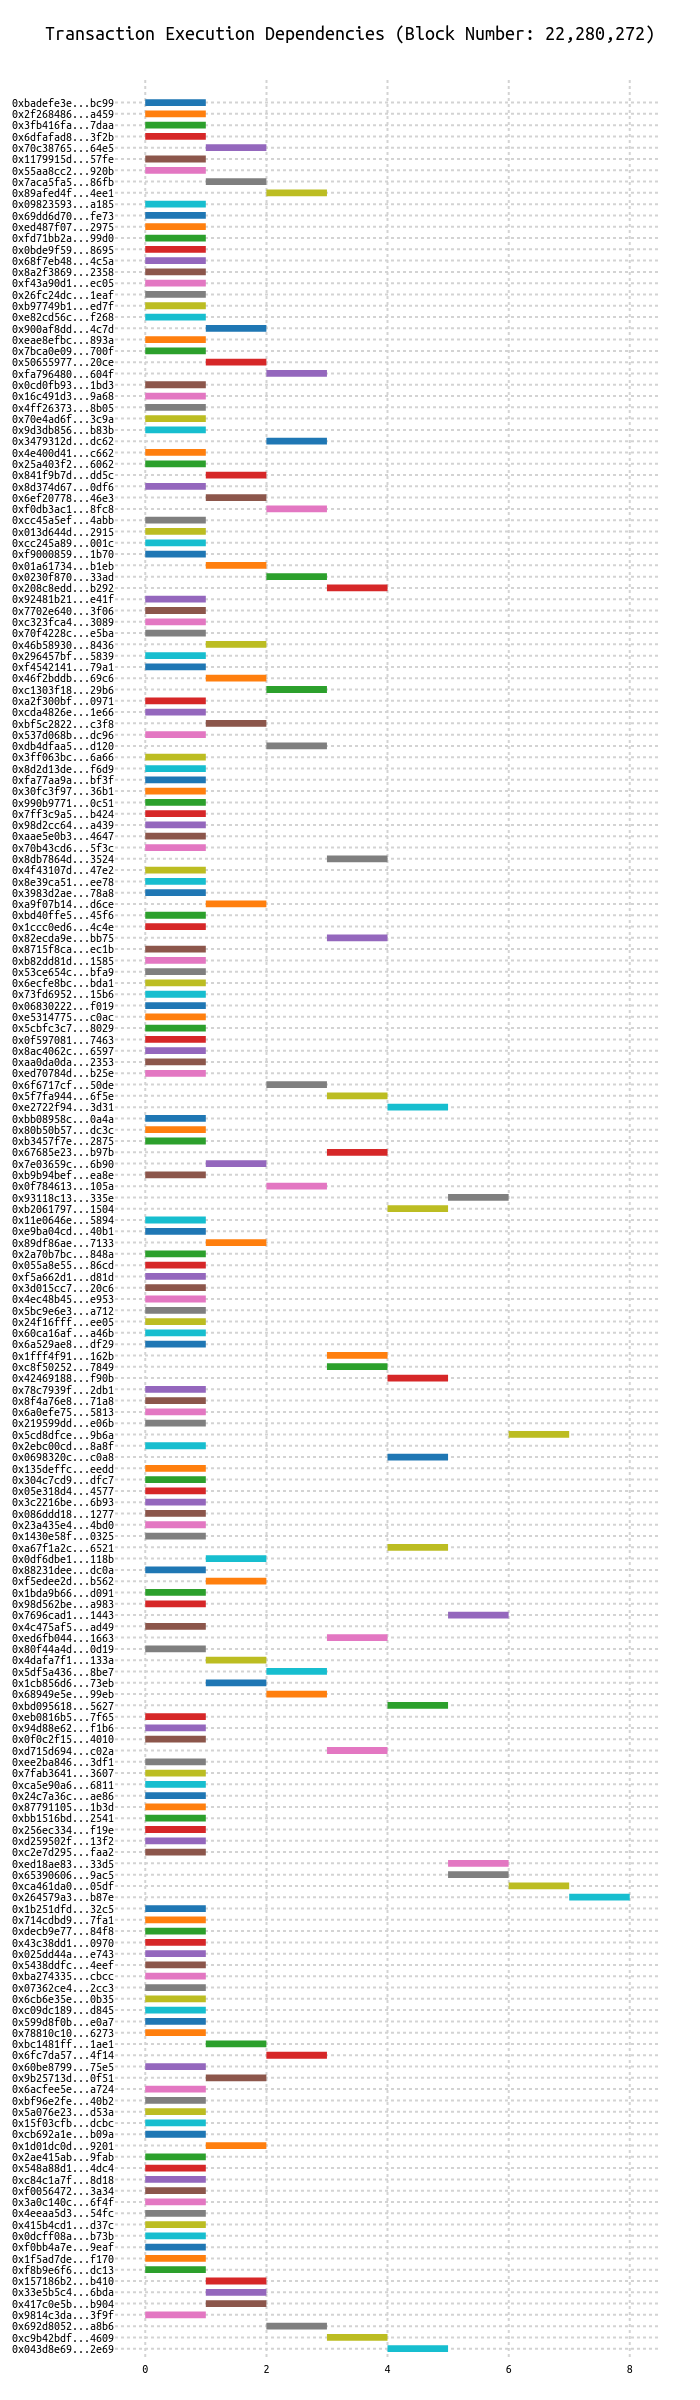 Transaction Execution Dependencies (Block Number: 22,280,272)
0xbadefe3e...bc99
0x2f268486...a459
0x3fb416fa...7daa
0x6dfafad8...3f2b
0x70c38765...64e5
0x1179915d...57fe
0x55aa8cc2...920b
0x7aca5fa5...86fb
0x89afed4f...4ee1
0x09823593...a185
0x69dd6d70...fe73
0xed487f07...2975
0xfd71bb2a...99d0
0x0bde9f59...8695
0x68f7eb48...4c5a
0x8a2f3869...2358
0xf43a90d1...ec05
0x26fc24dc...1eaf
0xb97749b1...ed7f
0xe82cd56c...f268
0x900af8dd...4c7d
0xeae8efbc...893a
0x7bca0e09...700f
0x50655977...20ce
0xfa796480...604f
0x0cd0fb93...1bd3
0x16c491d3...9a68
0x4ff26373...8b05
0x70e4ad6f...3c9a
0x9d3db856...b83b
0x3479312d...dc62
0x4e400d41...c662
0x25a403f2...6062
0x841f9b7d...dd5c
0x8d374d67...0df6
0x6ef20778...46e3
0xf0db3ac1...8fc8
0xcc45a5ef...4abb
0x013d644d...2915
0xcc245a89...001c
0xf9000859...1b70
0x01a61734...b1eb
0x0230f870...33ad
0x208c8edd...b292
0x92481b21...e41f
0x7702e640...3f06
0xc323fca4...3089
0x70f4228c...e5ba
0x46b58930...8436
0x296457bf...5839
0xf4542141...79a1
0x46f2bddb...69c6
0xc1303f18...29b6
0xa2f300bf...0971
0xcda4826e...1e66
0xbf5c2822...c3f8
0x537d068b...dc96
0xdb4dfaa5...d120
0x3ff063bc...6a66
0x8d2d13de...f6d9
0xfa77aa9a...bf3f
0x30fc3f97...36b1
0x990b9771...0c51
0x7ff3c9a5...b424
0x98d2cc64...a439
0xaae5e0b3...4647
0x70b43cd6...5f3c
0x8db7864d...3524
0x4f43107d...47e2
0x8e39ca51...ee78
0x3983d2ae...78a8
0xa9f07b14...d6ce
0xbd40ffe5...45f6
0x1ccc0ed6...4c4e
0x82ecda9e...bb75
0x8715f8ca...ec1b
0xb82dd81d...1585
0x53ce654c...bfa9
0x6ecfe8bc...bda1
0x73fd6952...15b6
0x06830222...f019
0xe5314775...c0ac
0x5cbfc3c7...8029
0x0f597081...7463
0x8ac4062c...6597
0xaa0da0da...2353
0xed70784d...b25e
0x6f6717cf...50de
0x5f7fa944...6f5e
0xe2722f94...3d31
0xbb08958c...0a4a
0x80b50b57...dc3c
0xb3457f7e...2875
0x67685e23...b97b
0x7e03659c...6b90
0xb9b94bef...ea8e
0x0f784613...105a
0x93118c13...335e
0xb2061797...1504
0x11e0646e...5894
0xe9ba04cd...40b1
0x89df86ae...7133
0x2a70b7bc...848a
0x055a8e55...86cd
0xf5a662d1...d81d
0x3d015cc7...20c6
0x4ec48b45...e953
0x5bc9e6e3...a712
0x24f16fff...ee05
0x60ca16af...a46b
0x6a529ae8...df29
0x1fff4f91...162b
0xc8f50252...7849
0x42469188...f90b
0x78c7939f...2db1
0x8f4a76e8...71a8
0x6a0efe75...5813
0x219599dd...e06b
0x5cd8dfce...9b6a
0x2ebc00cd...8a8f
0x0698320c...c0a8
0x135deffc...eedd
0x304c7cd9...dfc7
0x05e318d4...4577
0x3c2216be...6b93
0x086ddd18...1277
0x23a435e4...4bd0
0x1430e58f...0325
0xa67f1a2c...6521
0x0df6dbe1...118b
0x88231dee...dc0a
0xf5edee2d...b562
0x1bda9b66...d091
0x98d562be...a983
0x7696cad1...1443
0x4c475af5...ad49
0xed6fb044...1663
0x80f44a4d...0d19
0x4dafa7f1...133a
0x5df5a436...8be7
0x1cb856d6...73eb
0x68949e5e...99eb
0xbd095618...5627
0xeb0816b5...7f65
0x94d88e62...f1b6
0x0f0c2f15...4010
0xd715d694...c02a
0xee2ba846...3df1
0x7fab3641...3607
0xca5e90a6...6811
0x24c7a36c...ae86
0x87791105...1b3d
0xbb1516bd...2541
0x256ec334...f19e
0xd259502f...13f2
0xc2e7d295...faa2
0xed18ae83...33d5
0x65390606...9ac5
0xca461da0...05df
0x264579a3...b87e
0x1b251dfd...32c5
0x714cdbd9...7fa1
0xdecb9e77...84f8
0x43c38dd1...0970
0x025dd44a...e743
0x5438ddfc...4eef
0xba274335...cbcc
0x07362ce4...2cc3
0x6cb6e35e...0b35
0xc09dc189...d845
0x599d8f0b...e0a7
0x78810c10...6273
0xbc1481ff...1ae1
0x6fc7da57...4f14
0x60be8799...75e5
0x9b25713d...0f51
0x6acfee5e...a724
0xbf96e2fe...40b2
0x5a076e23...d53a
0x15f03cfb...dcbc
0xcb692a1e...b09a
0x1d01dc0d...9201
0x2ae415ab...9fab
0x548a88d1...4dc4
0xc84c1a7f...8d18
0xf0056472...3a34
0x3a0c140c...6f4f
0x4eeaa5d3...54fc
0x415b4cd1...d37c
0x0dcff08a...b73b
0xf0bb4a7e...9eaf
0x1f5ad7de...f170
0xf8b9e6f6...dc13
0x157186b2...b410
0x33e5b5c4...6bda
0x417c0e5b...b904
0x9814c3da...3f9f
0x692d8052...a8b6
0xc9b42bdf...4609
0x043d8e69...2e69
0 2 4 6 8